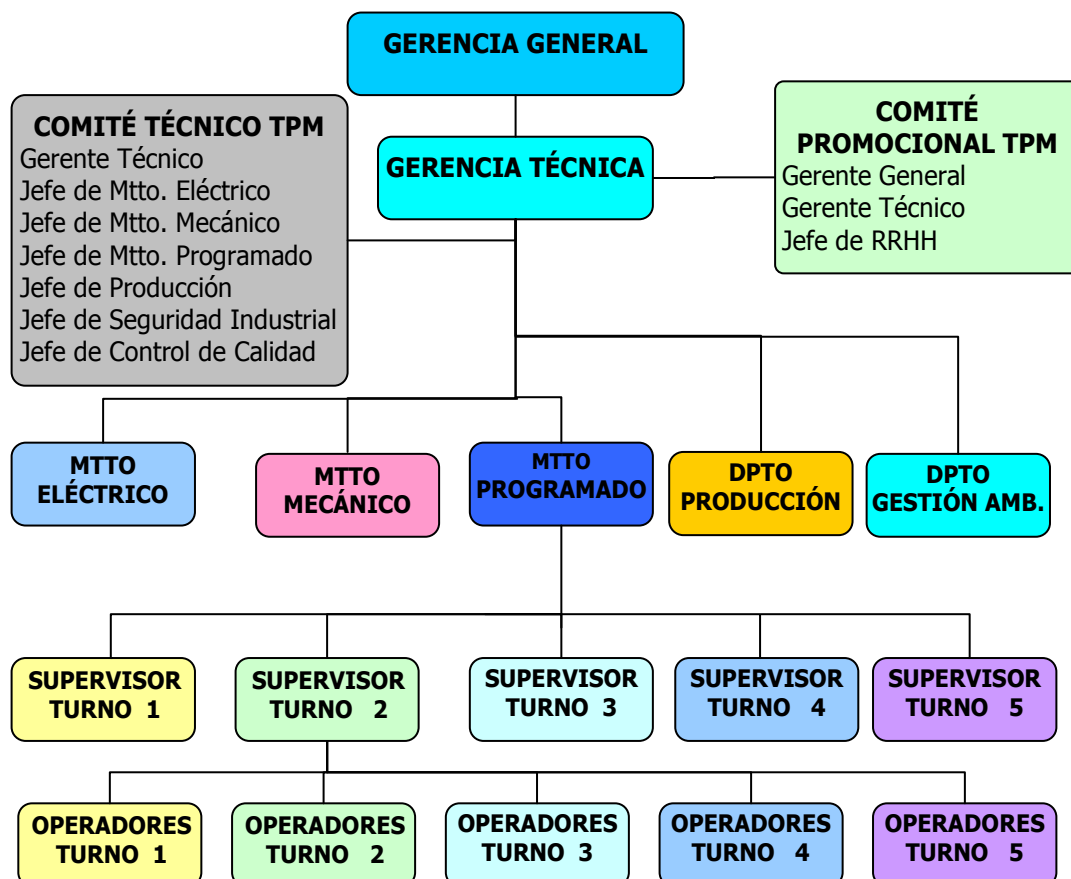 GERENCIA GENERAL
COMITÉ TÉCNICO TPM
Gerente Técnico
Jefe de Mtto. Eléctrico
Jefe de Mtto. Mecánico
Jefe de Mtto. Programado
Jefe de Producción
Jefe de Seguridad Industrial
Jefe de Control de Calidad
GERENCIA TÉCNICA
COMITÉ
PROMOCIONAL TPM
Gerente General
Gerente Técnico
Jefe de RRHH
MTTO
ELÉCTRICO
MTTO
MECÁNICO
MTTO
PROGRAMADO
DPTO
PRODUCCIÓN
DPTO
GESTIÓN AMB.
SUPERVISOR
TURNO 1
SUPERVISOR
TURNO 2
SUPERVISOR
TURNO 3
SUPERVISOR
TURNO 4
SUPERVISOR
TURNO 5
OPERADORES
TURNO 1
OPERADORES
TURNO 2
OPERADORES
TURNO 3
OPERADORES
TURNO 4
OPERADORES
TURNO 5